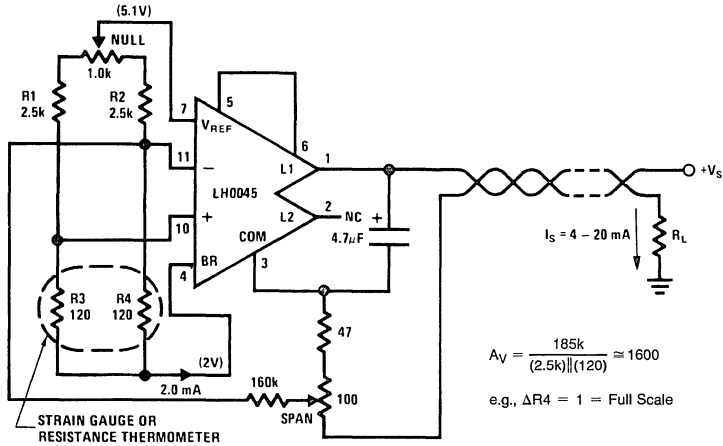 (5.1V)
NULL
1.0k
R1
2.5k
R2
2.5k
7
VREF
5
6
11
−
L1
1
+VS
LH0045
10
+
L2
2
NC
+
4.7μF
IS = 4 − 20 mA
RL
COM
3
BR
4
R3
120
R4
120
47
(2V)
2.0 mA
160k
SPAN
100
AV = 185k / (2.5k)||(120) ≅ 1600
e.g., ΔR4 = 1 = Full Scale
STRAIN GAUGE OR
RESISTANCE THERMOMETER